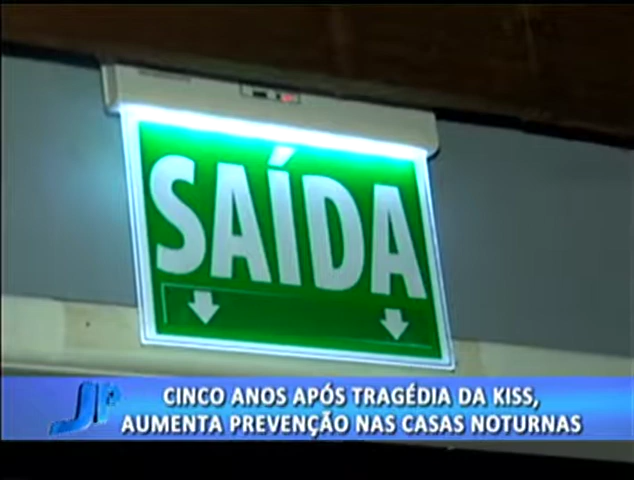 SAÍDA
JP
CINCO ANOS APÓS TRAGÉDIA DA KISS,
AUMENTA PREVENÇÃO NAS CASAS NOTURNAS